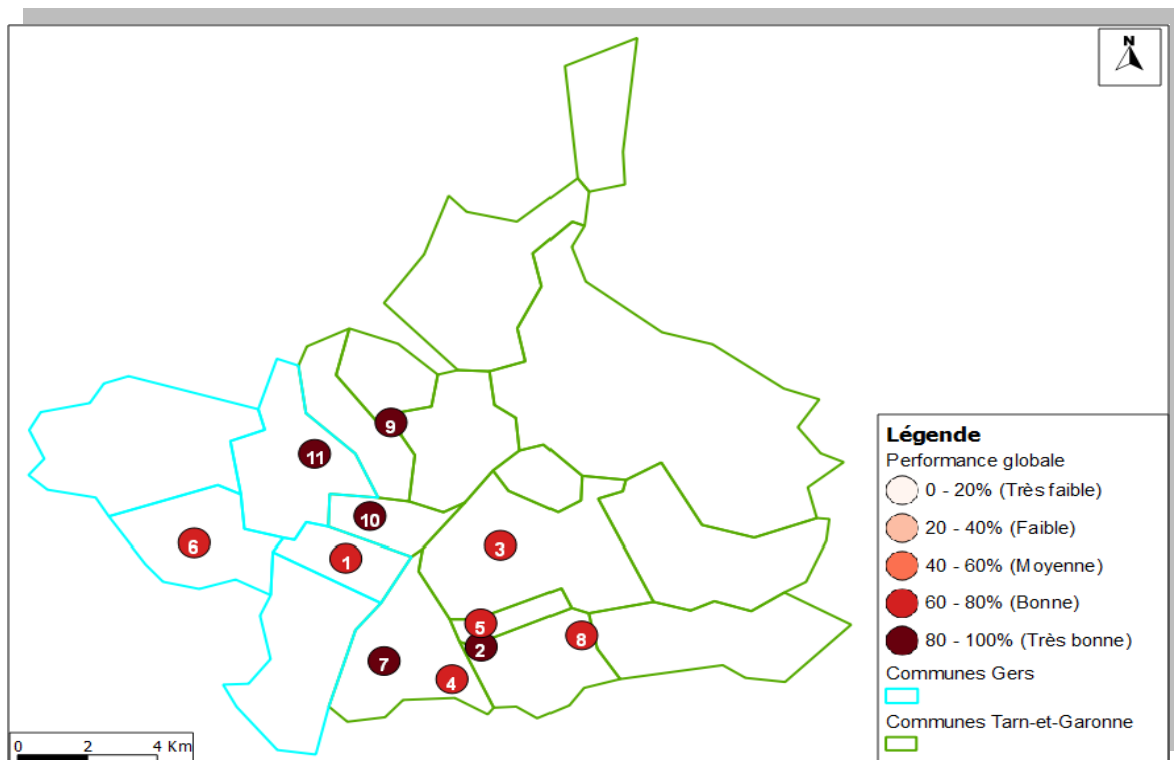 N
9
11
10
6
1
3
5
2
8
7
4
Légende
Performance globale
0 - 20% (Très faible)
20 - 40% (Faible)
40 - 60% (Moyenne)
60 - 80% (Bonne)
80 - 100% (Très bonne)
Communes Gers
Communes Tarn-et-Garonne
0 2 4 Km